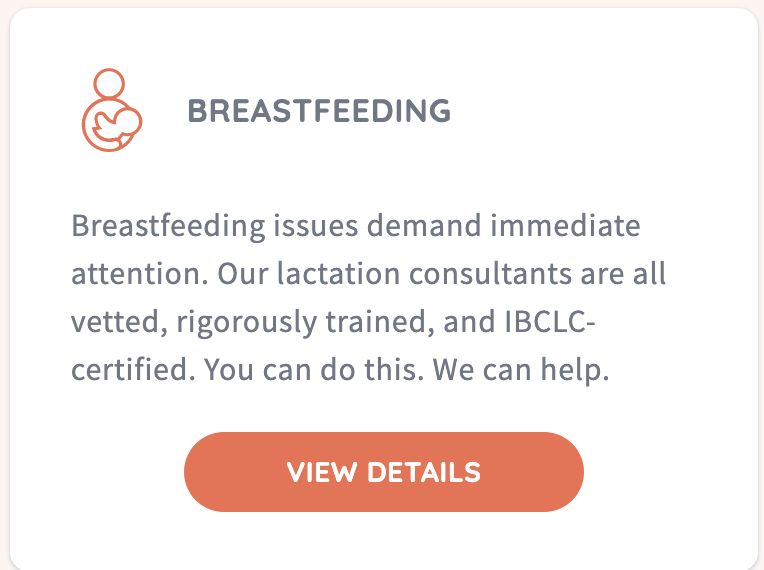 BREASTFEEDING
Breastfeeding issues demand immediate
attention. Our lactation consultants are all
vetted, rigorously trained, and IBCLC-
certified. You can do this. We can help.
VIEW DETAILS